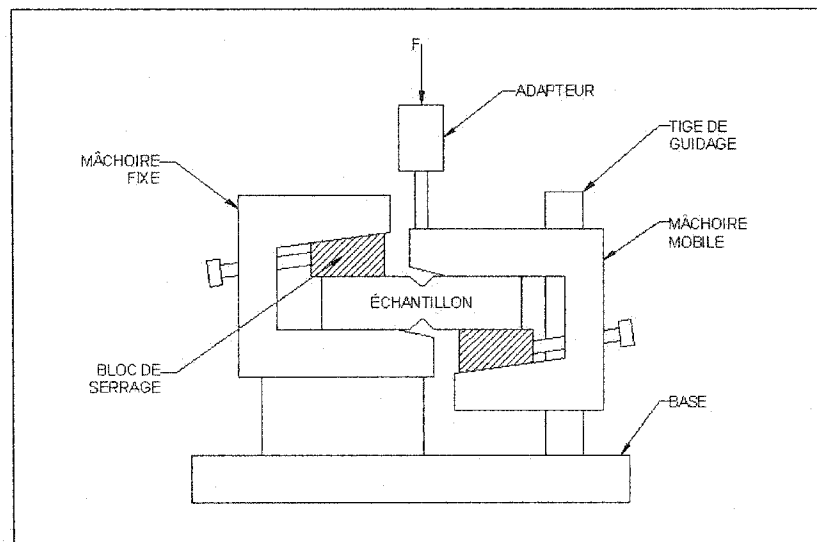 F
ADAPTEUR
TIGE DE
GUIDAGE
MÂCHOIRE
FIXE
MÂCHOIRE
MOBILE
ÉCHANTILLON
BLOC DE
SERRAGE
BASE